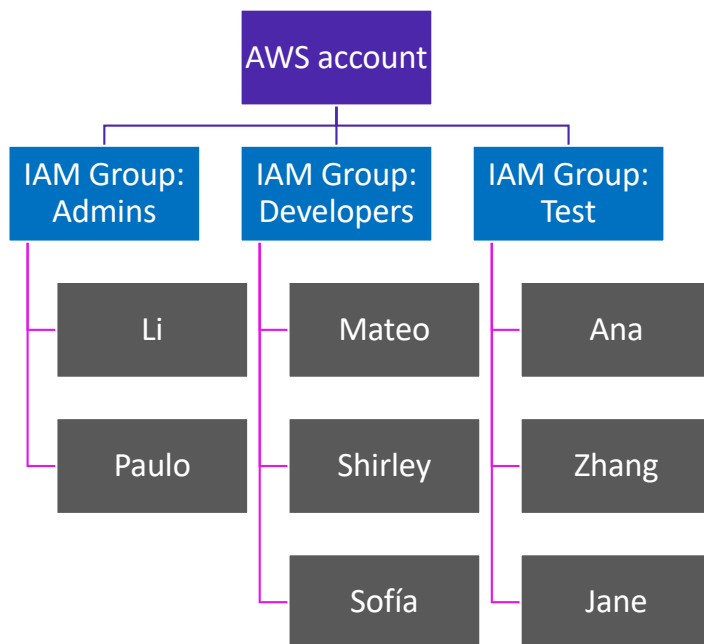 AWS account
IAM Group:
Admins
Li
Paulo
IAM Group:
Developers
Mateo
Shirley
Sofía
IAM Group:
Test
Ana
Zhang
Jane